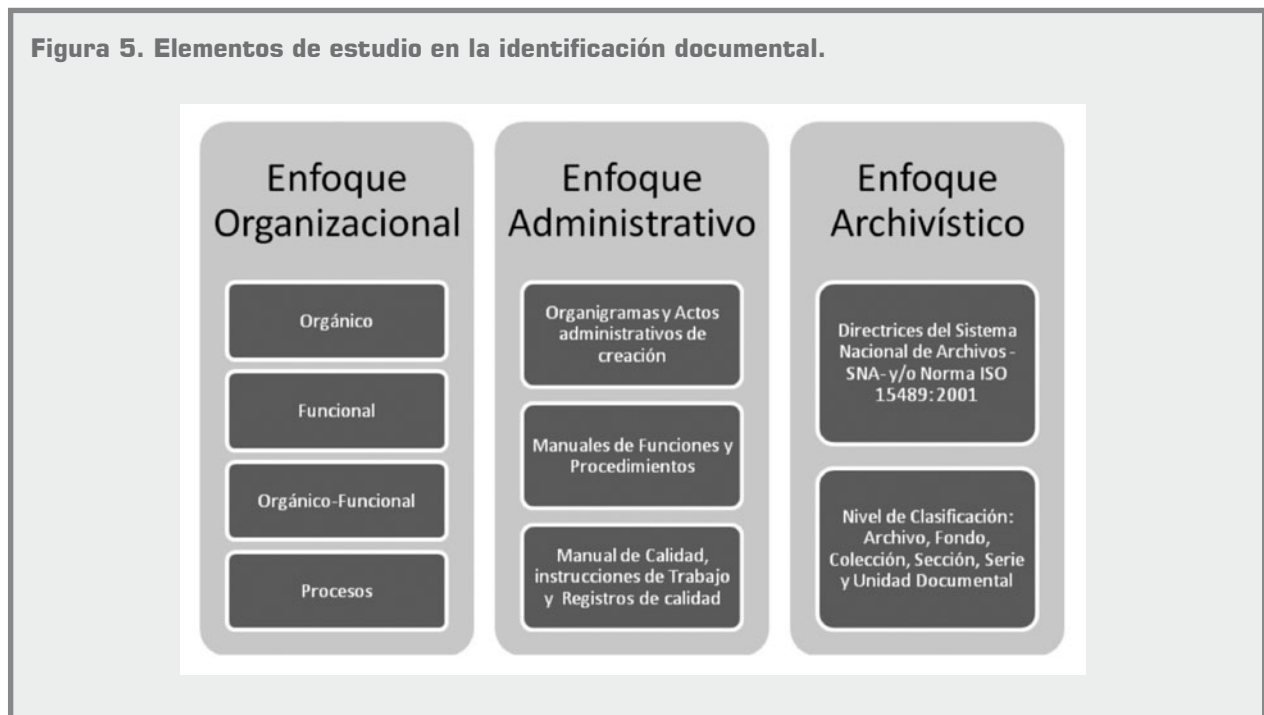 Figura 5. Elementos de estudio en la identificación documental.
Enfoque
Organizacional
Orgánico
Funcional
Orgánico-Funcional
Procesos
Enfoque
Administrativo
Organigramas y Actos
administrativos de
creación
Manuales de Funciones y
Procedimientos
Manual de Calidad,
instrucciones de Trabajo
y Registros de calidad
Enfoque
Archivístico
Directrices del Sistema
Nacional de Archivos -
SNA- y/o Norma ISO
15489:2001
Nivel de Clasificación:
Archivo, Fondo,
Colección, Sección, Serie
y Unidad Documental